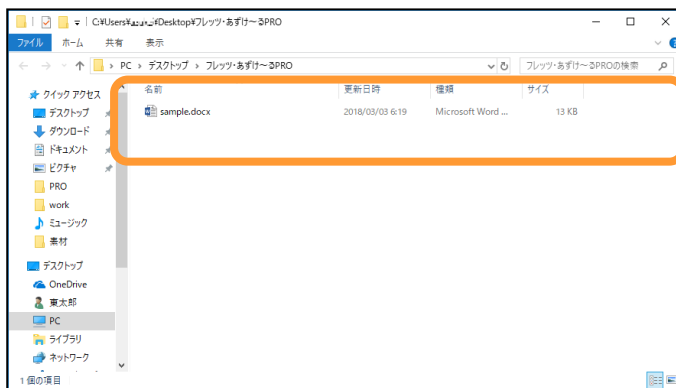 C:¥Users¥ ¥Desktop¥フレッツ・あずけ~るPRO
ファイル ホーム 共有 表示
PC › デスクトップ › フレッツ・あずけ~るPRO フレッツ・あずけ~るPROの検索
クイック アクセス 名前 更新日時 種類 サイズ
デスクトップ sample.docx 2018/03/03 6:19 Microsoft Word ... 13 KB
ダウンロード
ドキュメント
ピクチャ
PRO
work
ミュージック
素材
デスクトップ
OneDrive
東太郎
PC
ライブラリ
ネットワーク
1 個の項目